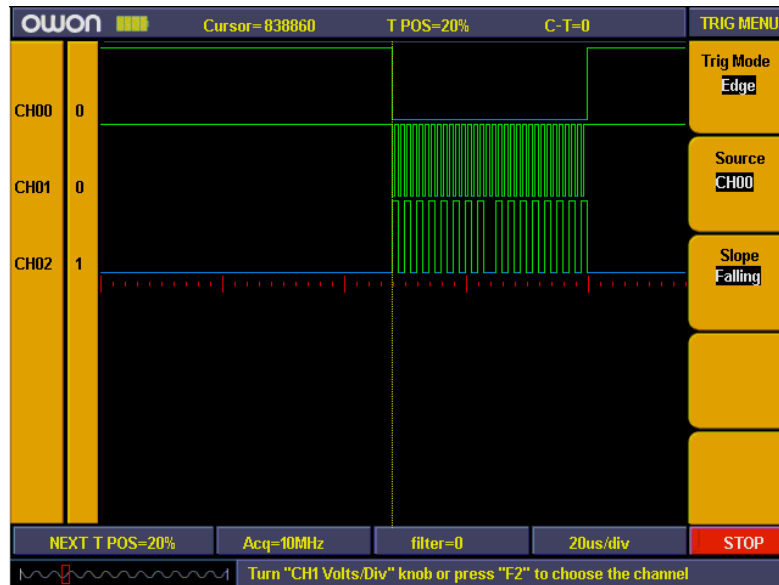 OWON Cursor=838860 T POS=20% C-T=0 TRIG MENU
Trig Mode
Edge
CH00 0
Source
CH00
CH01 0
Slope
Falling
CH02 1
NEXT T POS=20% Acq=10MHz filter=0 20us/div STOP
Turn "CH1 Volts/Div" knob or press "F2" to choose the channel